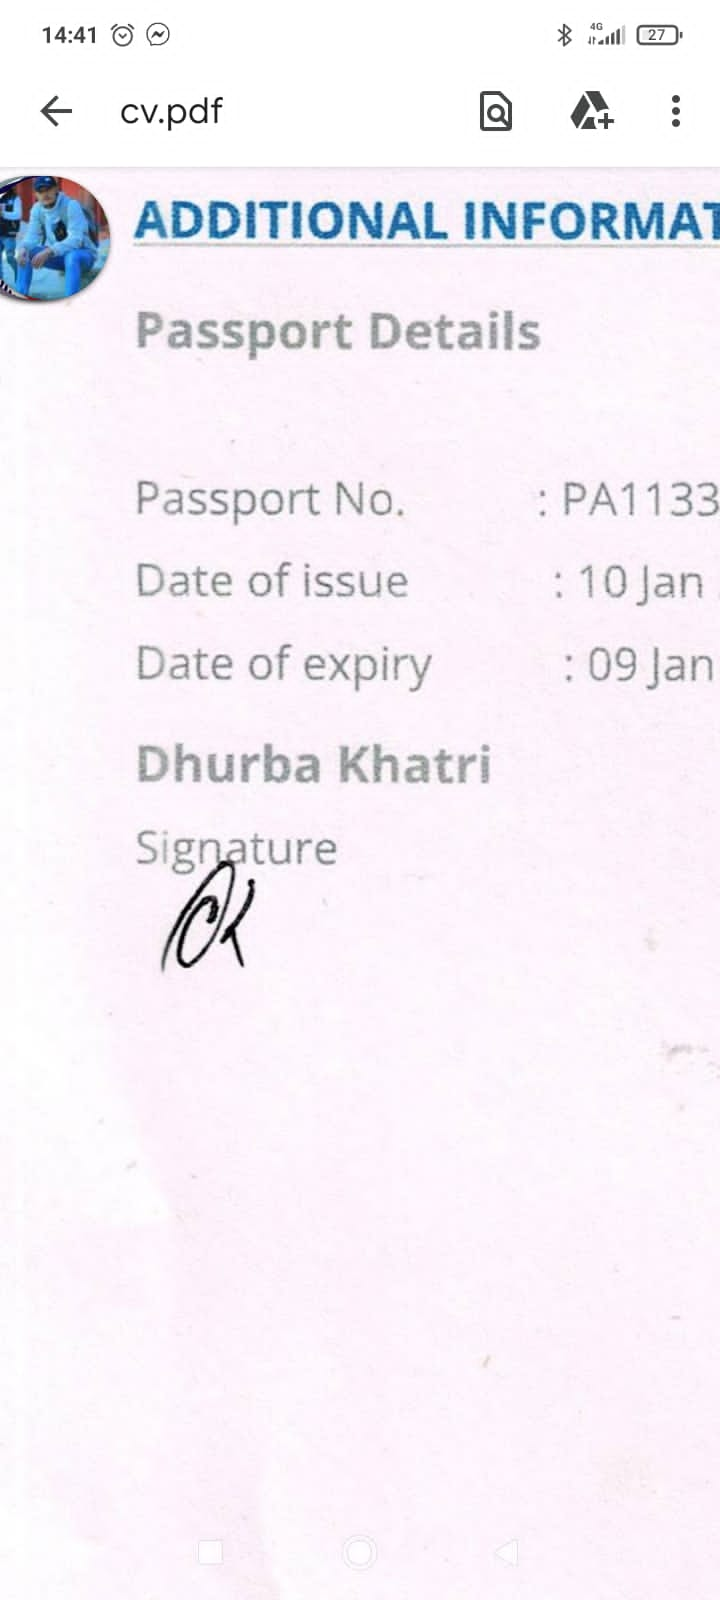 14:41
4G
27
cv.pdf
ADDITIONAL INFORMAT
Passport Details
Passport No. : PA1133
Date of issue : 10 Jan
Date of expiry : 09 Jan
Dhurba Khatri
Signature